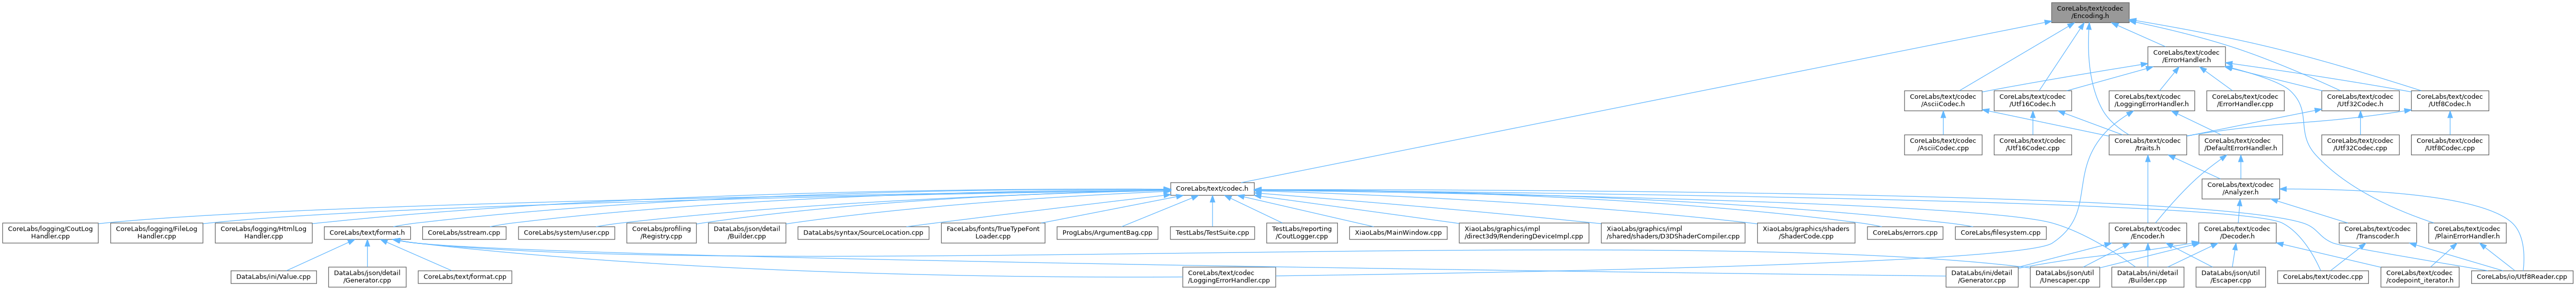 CoreLabs/text/codec
/Encoding.h
CoreLabs/text/codec
/ErrorHandler.h
CoreLabs/text/codec
/AsciiCodec.h
CoreLabs/text/codec
/Utf16Codec.h
CoreLabs/text/codec
/LoggingErrorHandler.h
CoreLabs/text/codec
/ErrorHandler.cpp
CoreLabs/text/codec
/Utf32Codec.h
CoreLabs/text/codec
/Utf8Codec.h
CoreLabs/text/codec
/AsciiCodec.cpp
CoreLabs/text/codec
/Utf16Codec.cpp
CoreLabs/text/codec
/traits.h
CoreLabs/text/codec
/DefaultErrorHandler.h
CoreLabs/text/codec
/Utf32Codec.cpp
CoreLabs/text/codec
/Utf8Codec.cpp
CoreLabs/text/codec.h
CoreLabs/text/codec
/Analyzer.h
CoreLabs/logging/CoutLog
Handler.cpp
CoreLabs/logging/FileLog
Handler.cpp
CoreLabs/logging/HtmlLog
Handler.cpp
CoreLabs/text/format.h
CoreLabs/sstream.cpp
CoreLabs/system/user.cpp
CoreLabs/profiling
/Registry.cpp
DataLabs/json/detail
/Builder.cpp
DataLabs/syntax/SourceLocation.cpp
FaceLabs/fonts/TrueTypeFont
Loader.cpp
ProgLabs/ArgumentBag.cpp
TestLabs/TestSuite.cpp
TestLabs/reporting
/CoutLogger.cpp
XiaoLabs/MainWindow.cpp
XiaoLabs/graphics/impl
/direct3d9/RenderingDeviceImpl.cpp
XiaoLabs/graphics/impl
/shared/shaders/D3DShaderCompiler.cpp
XiaoLabs/graphics/shaders
/ShaderCode.cpp
CoreLabs/errors.cpp
CoreLabs/filesystem.cpp
CoreLabs/text/codec
/Encoder.h
CoreLabs/text/codec
/Decoder.h
CoreLabs/text/codec
/Transcoder.h
CoreLabs/text/codec
/PlainErrorHandler.h
DataLabs/ini/Value.cpp
DataLabs/json/detail
/Generator.cpp
CoreLabs/text/format.cpp
CoreLabs/text/codec
/LoggingErrorHandler.cpp
DataLabs/ini/detail
/Generator.cpp
DataLabs/json/util
/Unescaper.cpp
DataLabs/ini/detail
/Builder.cpp
DataLabs/json/util
/Escaper.cpp
CoreLabs/text/codec.cpp
CoreLabs/text/codec
/codepoint_iterator.h
CoreLabs/io/Utf8Reader.cpp